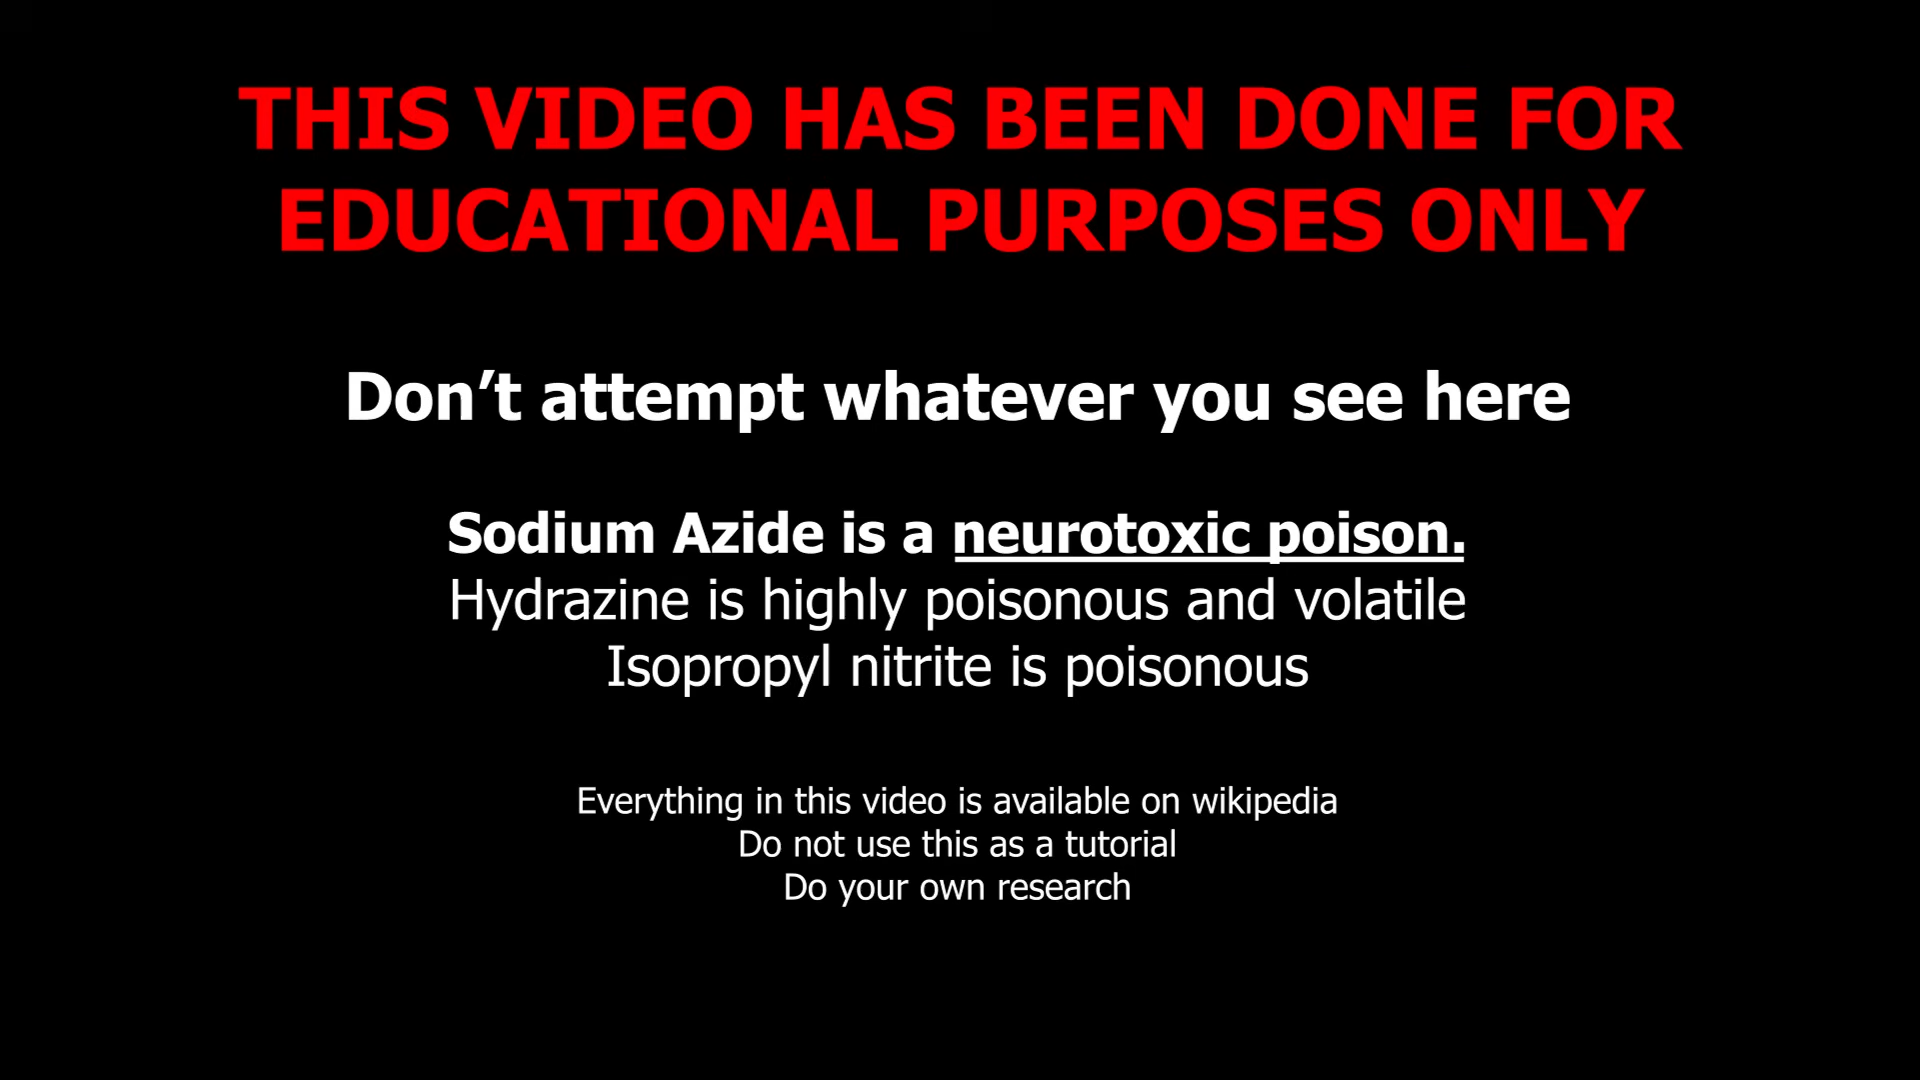 THIS VIDEO HAS BEEN DONE FOR
EDUCATIONAL PURPOSES ONLY
Don’t attempt whatever you see here
Sodium Azide is a neurotoxic poison.
Hydrazine is highly poisonous and volatile
Isopropyl nitrite is poisonous
Everything in this video is available on wikipedia
Do not use this as a tutorial
Do your own research